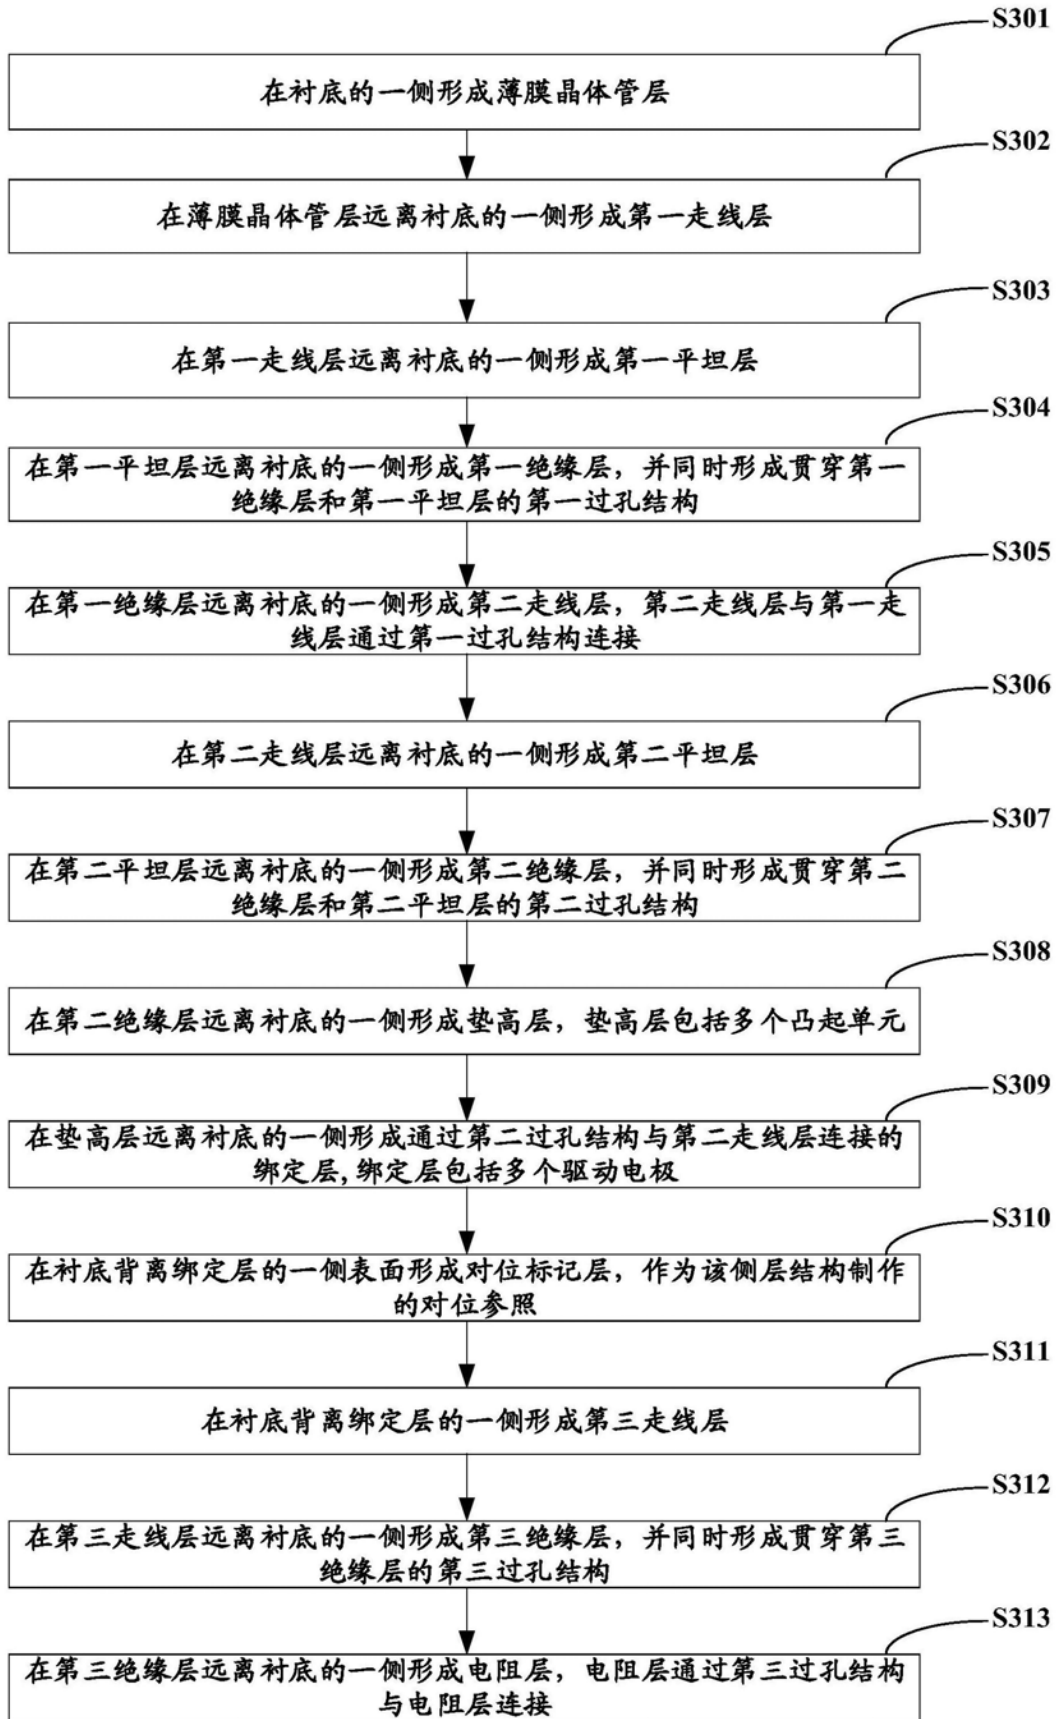 S301
在衬底的一侧形成薄膜晶体管层
S302
在薄膜晶体管层远离衬底的一侧形成第一走线层
S303
在第一走线层远离衬底的一侧形成第一平坦层
S304
在第一平坦层远离衬底的一侧形成第一绝缘层，并同时形成贯穿第一
绝缘层和第一平坦层的第一过孔结构
S305
在第一绝缘层远离衬底的一侧形成第二走线层，第二走线层与第一走
线层通过第一过孔结构连接
S306
在第二走线层远离衬底的一侧形成第二平坦层
S307
在第二平坦层远离衬底的一侧形成第二绝缘层，并同时形成贯穿第二
绝缘层和第二平坦层的第二过孔结构
S308
在第二绝缘层远离衬底的一侧形成垫高层，垫高层包括多个凸起单元
S309
在垫高层远离衬底的一侧形成通过第二过孔结构与第二走线层连接的
绑定层,绑定层包括多个驱动电极
S310
在衬底背离绑定层的一侧表面形成对位标记层，作为该侧层结构制作
的对位参照
S311
在衬底背离绑定层的一侧形成第三走线层
S312
在第三走线层远离衬底的一侧形成第三绝缘层，并同时形成贯穿第三
绝缘层的第三过孔结构
S313
在第三绝缘层远离衬底的一侧形成电阻层，电阻层通过第三过孔结构
与电阻层连接